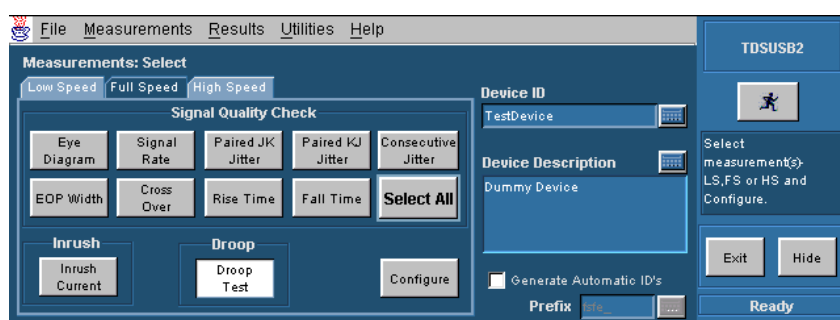 File Measurements Results Utilities Help
TDSUSB2
Measurements: Select
Low Speed Full Speed High Speed
Signal Quality Check
Eye
Diagram
Signal
Rate
Paired JK
Jitter
Paired KJ
Jitter
Consecutive
Jitter
EOP Width
Cross
Over
Rise Time
Fall Time
Select All
Inrush
Inrush
Current
Droop
Droop
Test
Configure
Device ID
TestDevice
Device Description
Dummy Device
Generate Automatic ID's
Prefix tsfe_ ...
Select
measurement(s)-
LS,FS or HS and
Configure.
Exit
Hide
Ready